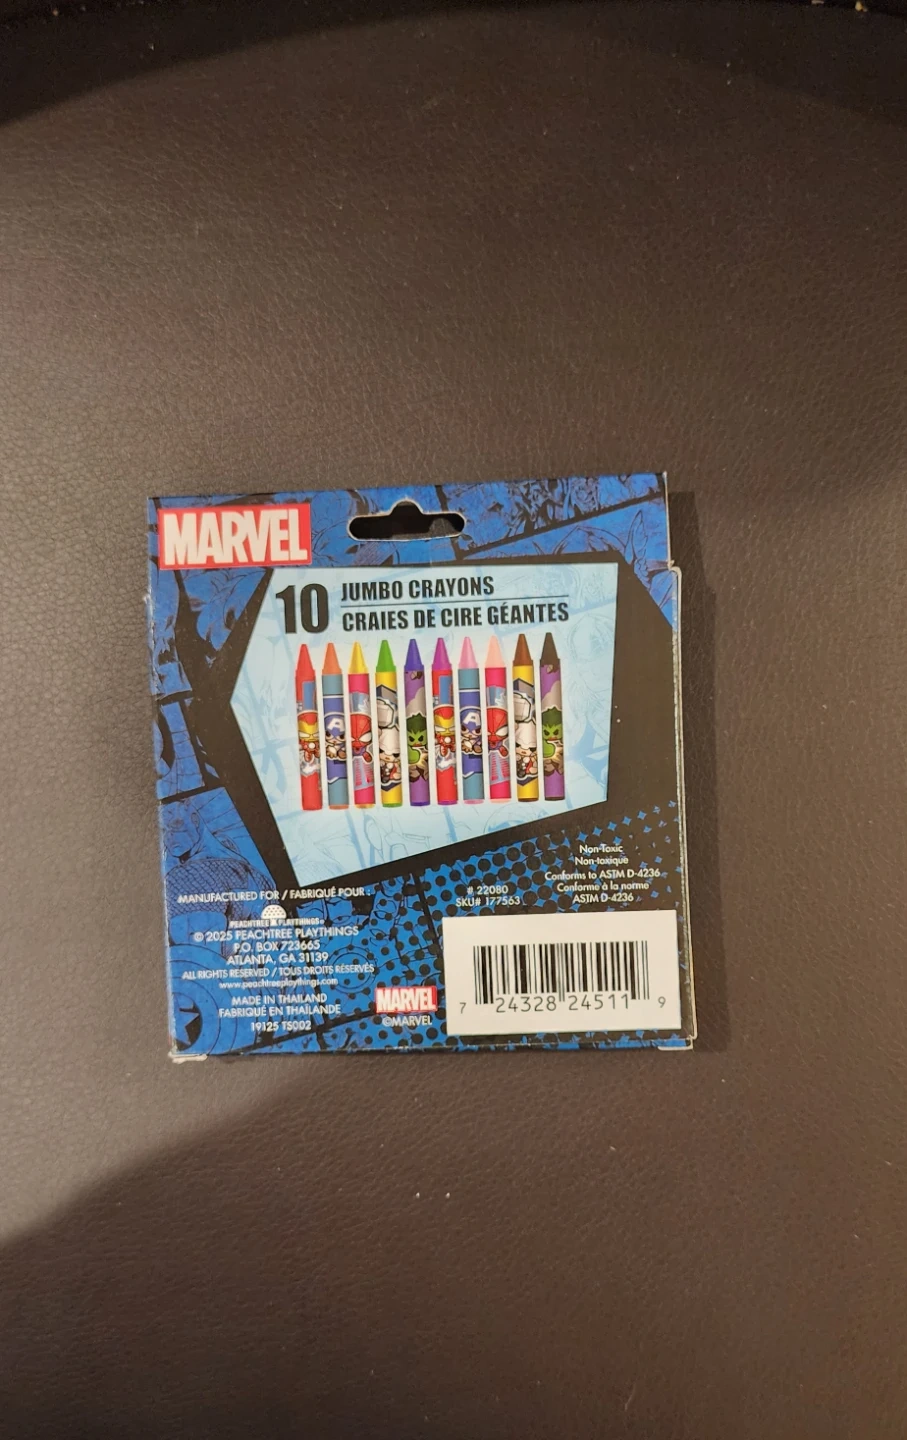 MARVEL
10 JUMBO CRAYONS
CRAIES DE CIRE GÉANTES
Non-Toxic
Non-toxique
Conforms to ASTM D-4236
Conforme à la norme
ASTM D-4236
# 22080
SKU# 177563
MANUFACTURED FOR / FABRIQUÉ POUR :
PEACHTREE PLAYTHINGS
© 2025 PEACHTREE PLAYTHINGS
P.O. BOX 723665
ATLANTA, GA 31139
ALL RIGHTS RESERVED / TOUS DROITS RÉSERVÉS
www.peachtreeplaythings.com
MADE IN THAILAND
FABRIQUÉ EN THAÏLANDE
19125 TS002
MARVEL
©MARVEL
7 24328 24511 9